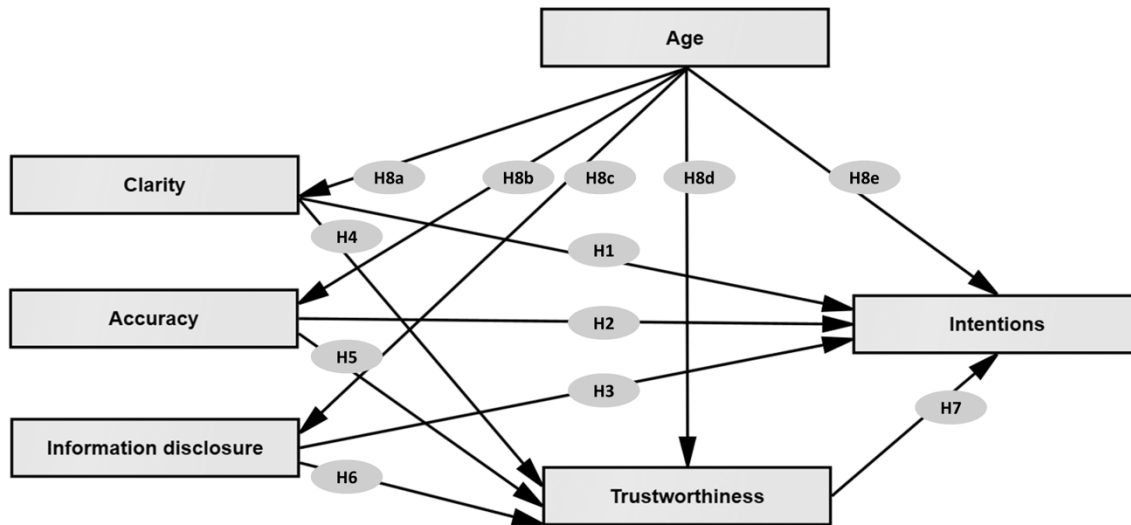 Age
H8a
H8b
H8c
H8d
H8e
Clarity
H4
H1
Accuracy
H2
Intentions
H5
H3
H7
Information disclosure
H6
Trustworthiness